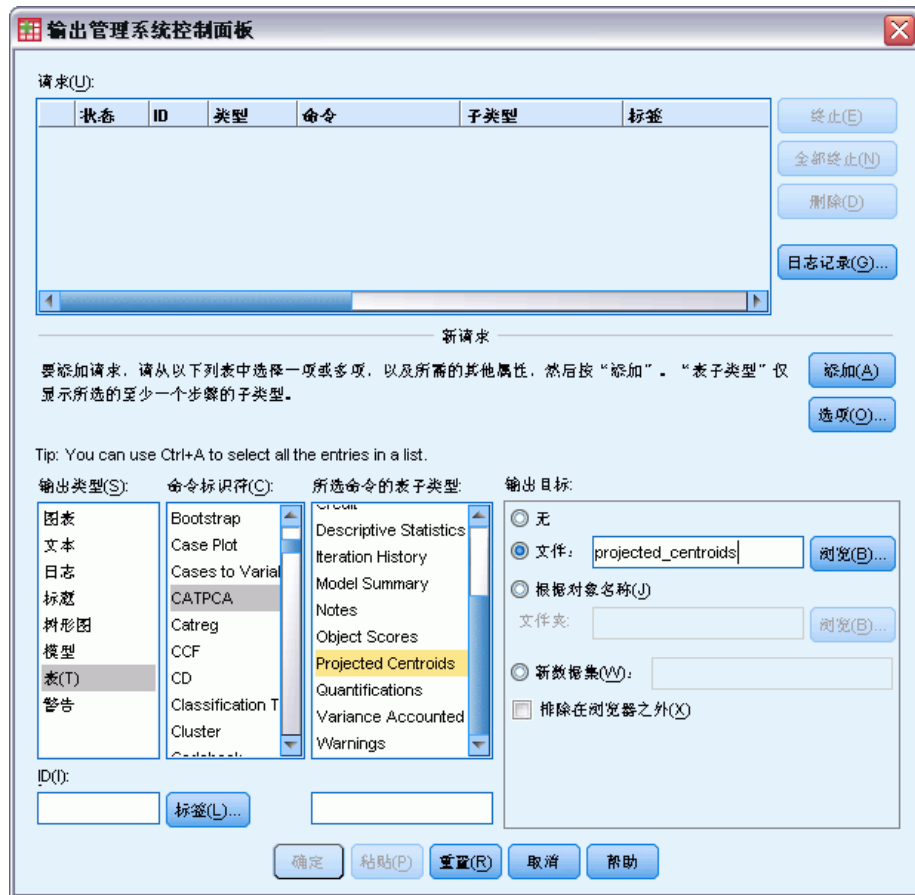 输出管理系统控制面板
请求(U):
状态 ID 类型 命令 子类型 标签
终止(E)
全部终止(N)
删除(D)
日志记录(G)...
新请求
要添加请求，请从以下列表中选择一项或多项，以及所需的其他属性，然后按“添加”。“表子类型”仅
显示所选的至少一个步骤的子类型。
添加(A)
选项(O)...
Tip: You can use Ctrl+A to select all the entries in a list.
输出类型(S):
图表
文本
日志
标题
树形图
模型
表(T)
警告
命令标识符(C):
Bootstrap
Case Plot
Cases to Varial
CATPCA
Catreg
CCF
CD
Classification T
Cluster
所选命令的表子类型:
Descriptive Statistics
Iteration History
Model Summary
Notes
Object Scores
Projected Centroids
Quantifications
Variance Accounted
Warnings
输出目标:
无
文件: projected_centroids 浏览(B)...
根据对象名称(J)
文件夹: 浏览(B)...
新数据集(W):
排除在浏览器之外(X)
ID(I):
标签(L)...
确定 粘贴(P) 重置(R) 取消 帮助